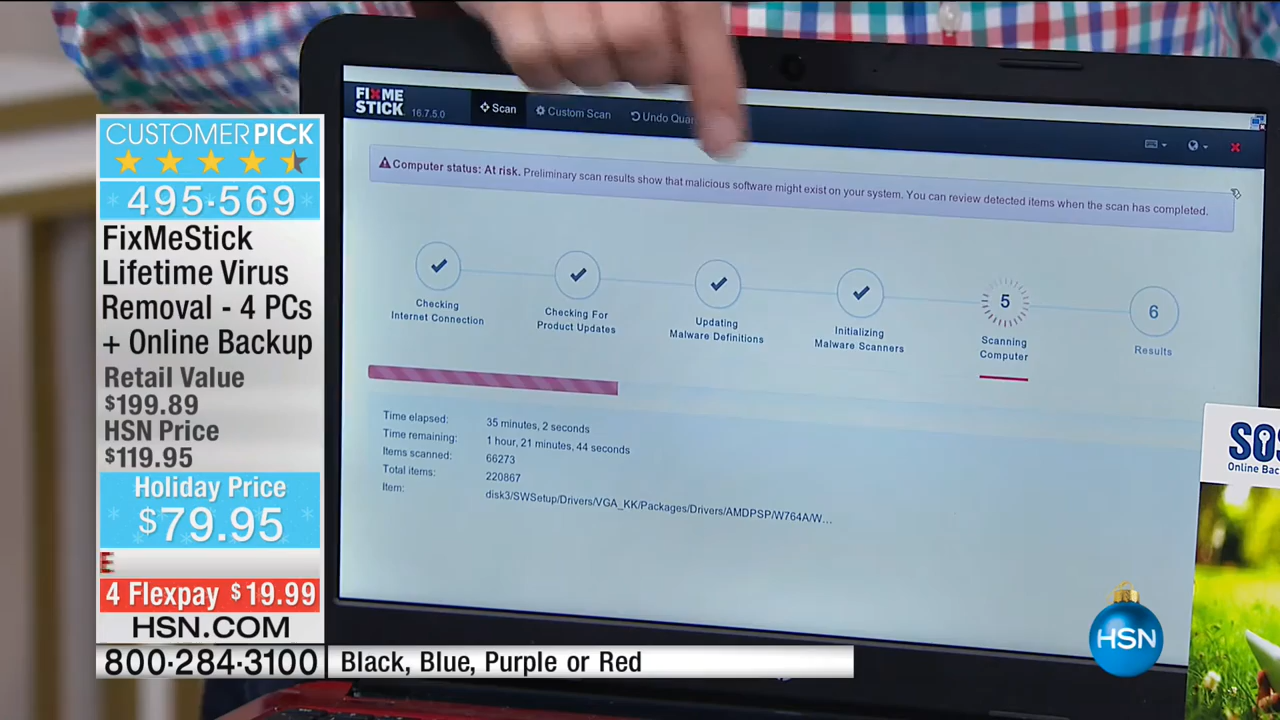 CUSTOMER PICK
495-569
FixMeStick
Lifetime Virus
Removal - 4 PCs
+ Online Backup
Retail Value
$199.89
HSN Price
$119.95
Holiday Price
$79.95
E
4 Flexpay $19.99
HSN.COM
800-284-3100
Black, Blue, Purple or Red
FIXME
STICK 16.7.5.0
Scan
Custom Scan
Undo
Computer status: At risk. Preliminary scan results show that malicious software might exist on your system. You can review detected items when the scan has completed.
Checking
Internet Connection
Checking For
Product Updates
Updating
Malware Definitions
Initializing
Malware Scanners
5
Scanning
Computer
6
Results
Time elapsed: 35 minutes, 2 seconds
Time remaining: 1 hour, 21 minutes, 44 seconds
Items scanned: 66273
Total items: 220867
Item: disk3/SWSetup/Drivers/VGA_KK/Packages/Drivers/AMDPSP/W764A/W...
SOS
Online
HSN